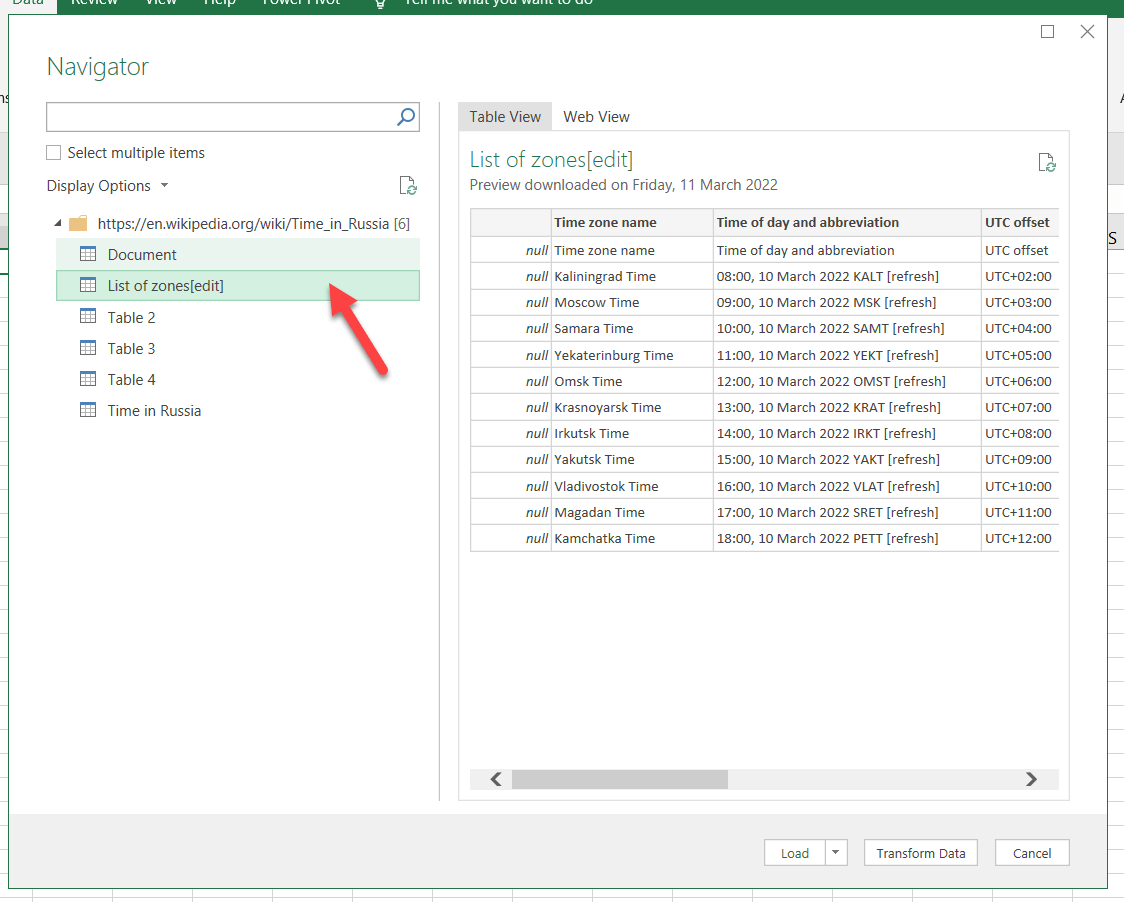 Data Review View Help Power Pivot Tell me what you want to do
Navigator
Select multiple items
Display Options
https://en.wikipedia.org/wiki/Time_in_Russia [6]
Document
List of zones[edit]
Table 2
Table 3
Table 4
Time in Russia
Table View Web View
List of zones[edit]
Preview downloaded on Friday, 11 March 2022
Time zone name Time of day and abbreviation UTC offset
null Time zone name Time of day and abbreviation UTC offset
null Kaliningrad Time 08:00, 10 March 2022 KALT [refresh] UTC+02:00
null Moscow Time 09:00, 10 March 2022 MSK [refresh] UTC+03:00
null Samara Time 10:00, 10 March 2022 SAMT [refresh] UTC+04:00
null Yekaterinburg Time 11:00, 10 March 2022 YEKT [refresh] UTC+05:00
null Omsk Time 12:00, 10 March 2022 OMST [refresh] UTC+06:00
null Krasnoyarsk Time 13:00, 10 March 2022 KRAT [refresh] UTC+07:00
null Irkutsk Time 14:00, 10 March 2022 IRKT [refresh] UTC+08:00
null Yakutsk Time 15:00, 10 March 2022 YAKT [refresh] UTC+09:00
null Vladivostok Time 16:00, 10 March 2022 VLAT [refresh] UTC+10:00
null Magadan Time 17:00, 10 March 2022 SRET [refresh] UTC+11:00
null Kamchatka Time 18:00, 10 March 2022 PETT [refresh] UTC+12:00
S
Load Transform Data Cancel